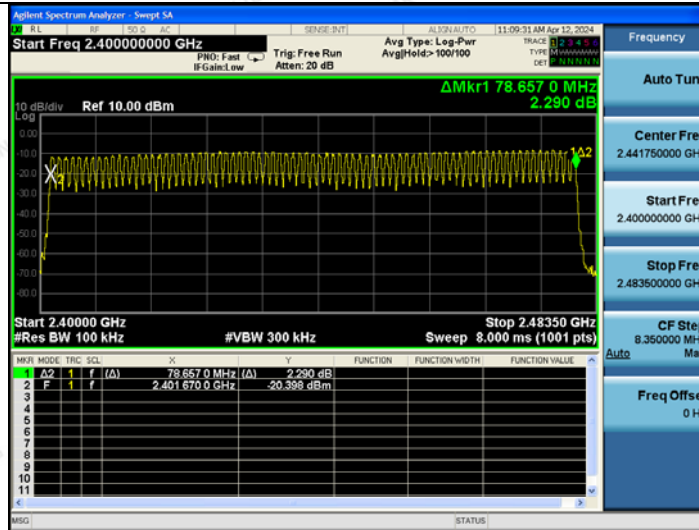 Agilent Spectrum Analyzer - Swept SA
RL RF 50 Ω AC SENSE:INT ALIGN AUTO 11:09:31 AM Apr 12, 2024
Start Freq 2.400000000 GHz
PNO: Fast
IFGain:Low
Trig: Free Run
Atten: 20 dB
Avg Type: Log-Pwr
Avg|Hold:> 100/100
TRACE 1 2 3 4 5 6
TYPE
DET P N N N N N
ΔMkr1 78.657 0 MHz
2.290 dB
10 dB/div Ref 10.00 dBm
Log
0.00
-10.0
-20.0
-30.0
-40.0
-50.0
-60.0
-70.0
-80.0
2
1Δ2
Start 2.40000 GHz Stop 2.48350 GHz
#Res BW 100 kHz #VBW 300 kHz Sweep 8.000 ms (1001 pts)
MKR MODE TRC SCL X Y FUNCTION FUNCTION WIDTH FUNCTION VALUE
1 Δ2 1 f (Δ) 78.657 0 MHz (Δ) 2.290 dB
2 F 1 f 2.401 670 0 GHz -20.398 dBm
3
4
5
6
7
8
9
10
11
MSG STATUS
Frequency
Auto Tun
Center Fre
2.441750000 GH
Start Fre
2.400000000 GH
Stop Fre
2.483500000 GH
CF Ste
8.350000 MH
Auto Ma
Freq Offse
0 H